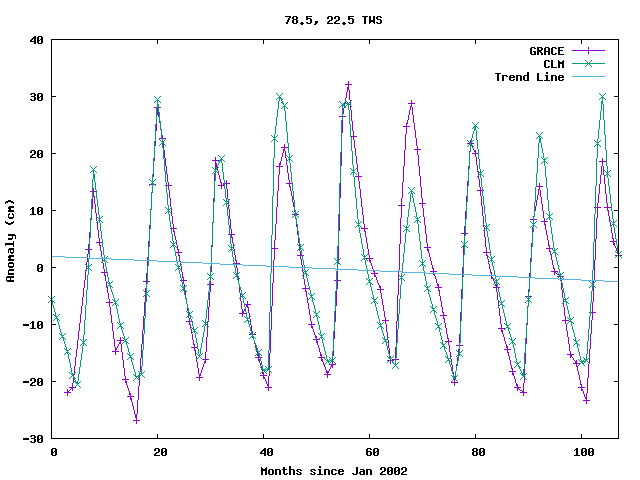 78.5, 22.5 TWS
GRACE
CLM
Trend Line
40
30
20
10
0
-10
-20
-30
Anomaly (cm)
0 20 40 60 80 100
Months since Jan 2002